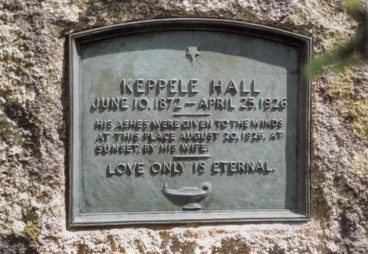 KEPPELE HALL
JUNE 10, 1872 — APRIL 25, 1926
HIS ASHES WERE GIVEN TO THE WINDS
AT THIS PLACE, AUGUST 20, 1926, AT
SUNSET, BY HIS WIFE.
LOVE ONLY IS ETERNAL.